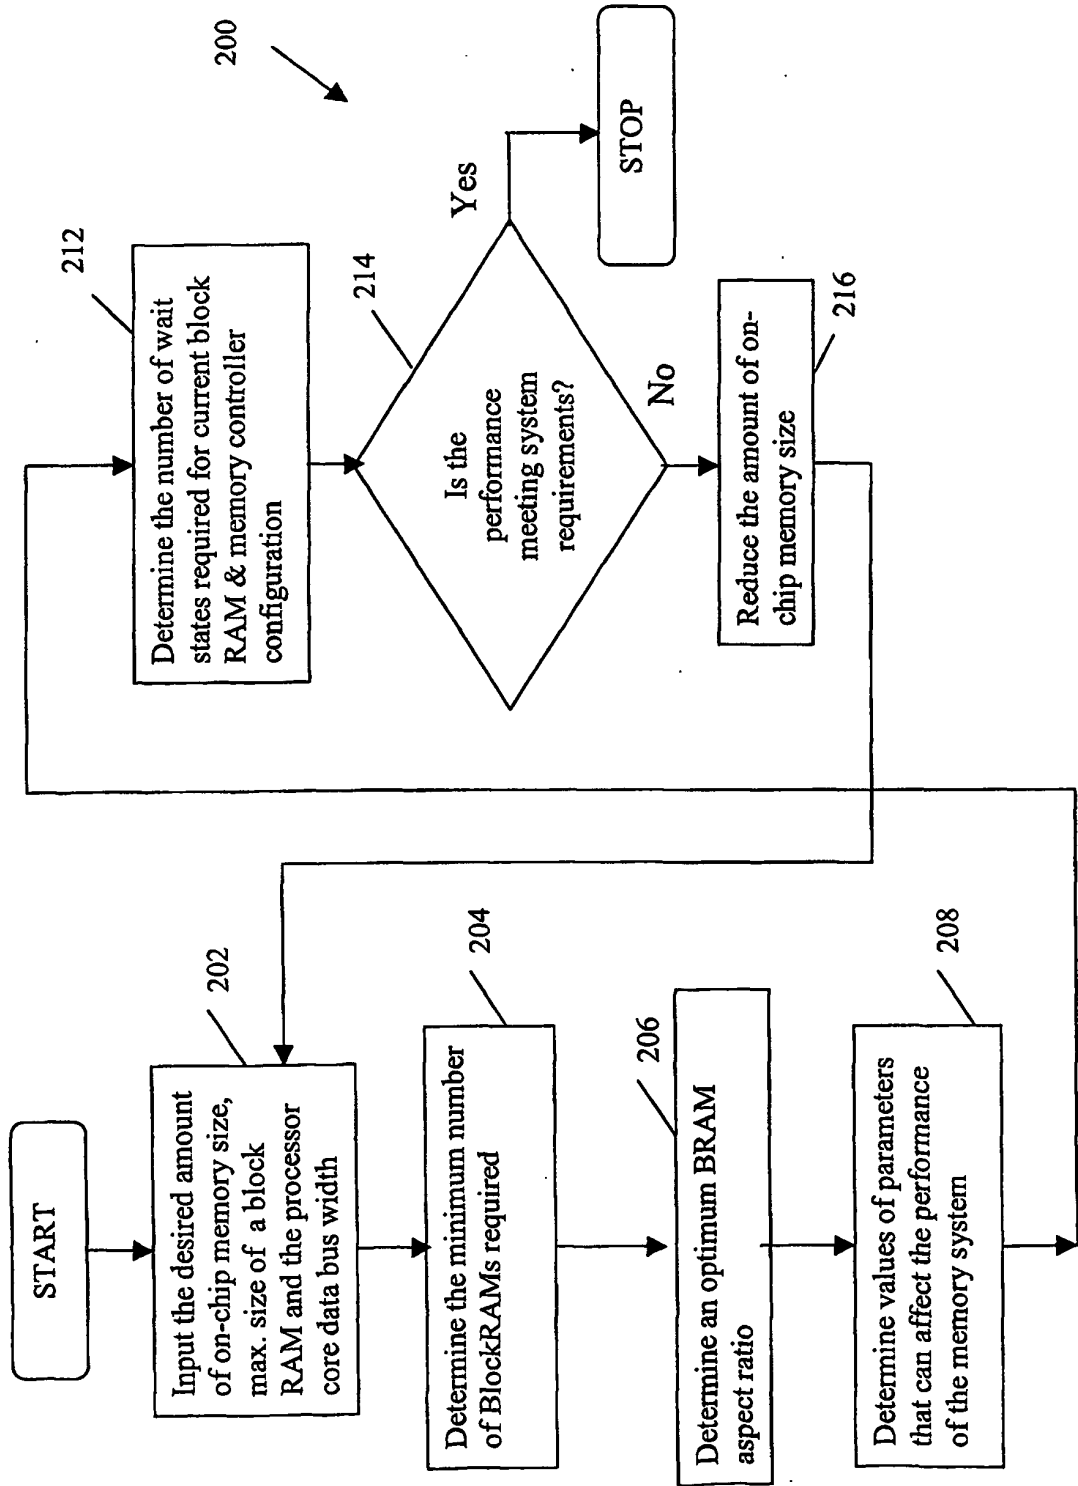 START
202
Input the desired amount
of on-chip memory size,
max. size of a block
RAM and the processor
core data bus width
204
Determine the minimum number
of BlockRAMs required
206
Determine an optimum BRAM
aspect ratio
208
Determine values of parameters
that can affect the performance
of the memory system
200
212
Determine the number of wait
states required for current block
RAM & memory controller
configuration
214
Is the
performance
meeting system
requirements?
Yes
STOP
No
216
Reduce the amount of on-
chip memory size